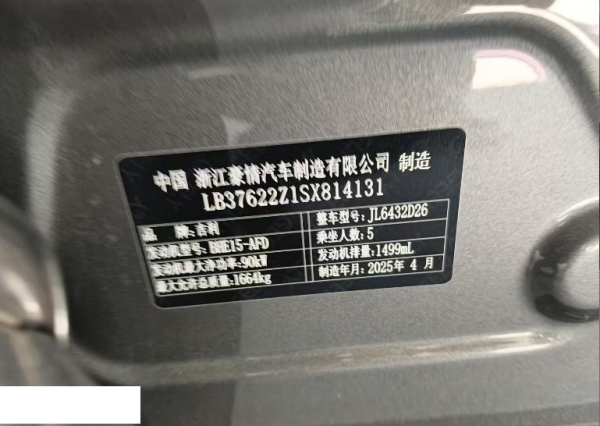 中国 浙江豪情汽车制造有限公司 制造
LB37622Z1SX814131
品 牌:吉利
整车型号:JL6432D26
发动机型号:BHE15-AFD
乘坐人数:5
发动机最大净功率:90kW
发动机排量:1499mL
最大允许总质量:1664kg
制造年月:2025年 4 月